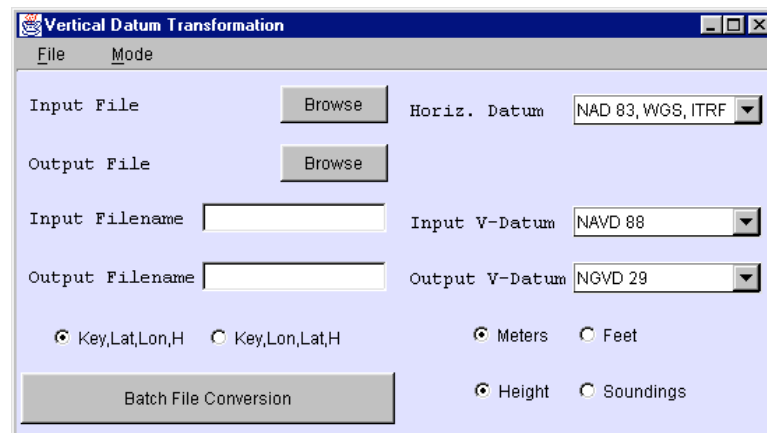 Vertical Datum Transformation
File Mode
Input File Browse Horiz. Datum NAD 83, WGS, ITRF
Output File Browse
Input Filename Input V-Datum NAVD 88
Output Filename Output V-Datum NGVD 29
Key,Lat,Lon,H Key,Lon,Lat,H Meters Feet
Batch File Conversion Height Soundings